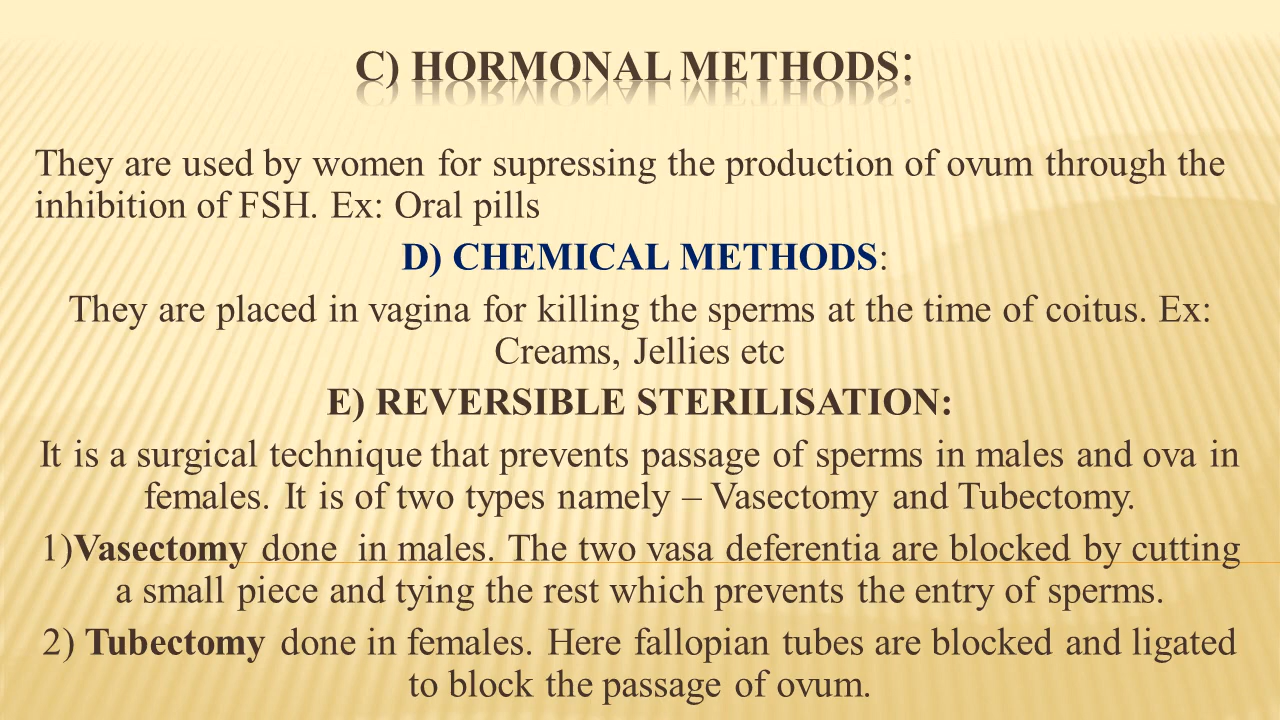 C) HORMONAL METHODS:
They are used by women for supressing the production of ovum through the
inhibition of FSH. Ex: Oral pills
D) CHEMICAL METHODS:
They are placed in vagina for killing the sperms at the time of coitus. Ex:
Creams, Jellies etc
E) REVERSIBLE STERILISATION:
It is a surgical technique that prevents passage of sperms in males and ova in
females. It is of two types namely – Vasectomy and Tubectomy.
1)Vasectomy done in males. The two vasa deferentia are blocked by cutting
a small piece and tying the rest which prevents the entry of sperms.
2) Tubectomy done in females. Here fallopian tubes are blocked and ligated
to block the passage of ovum.